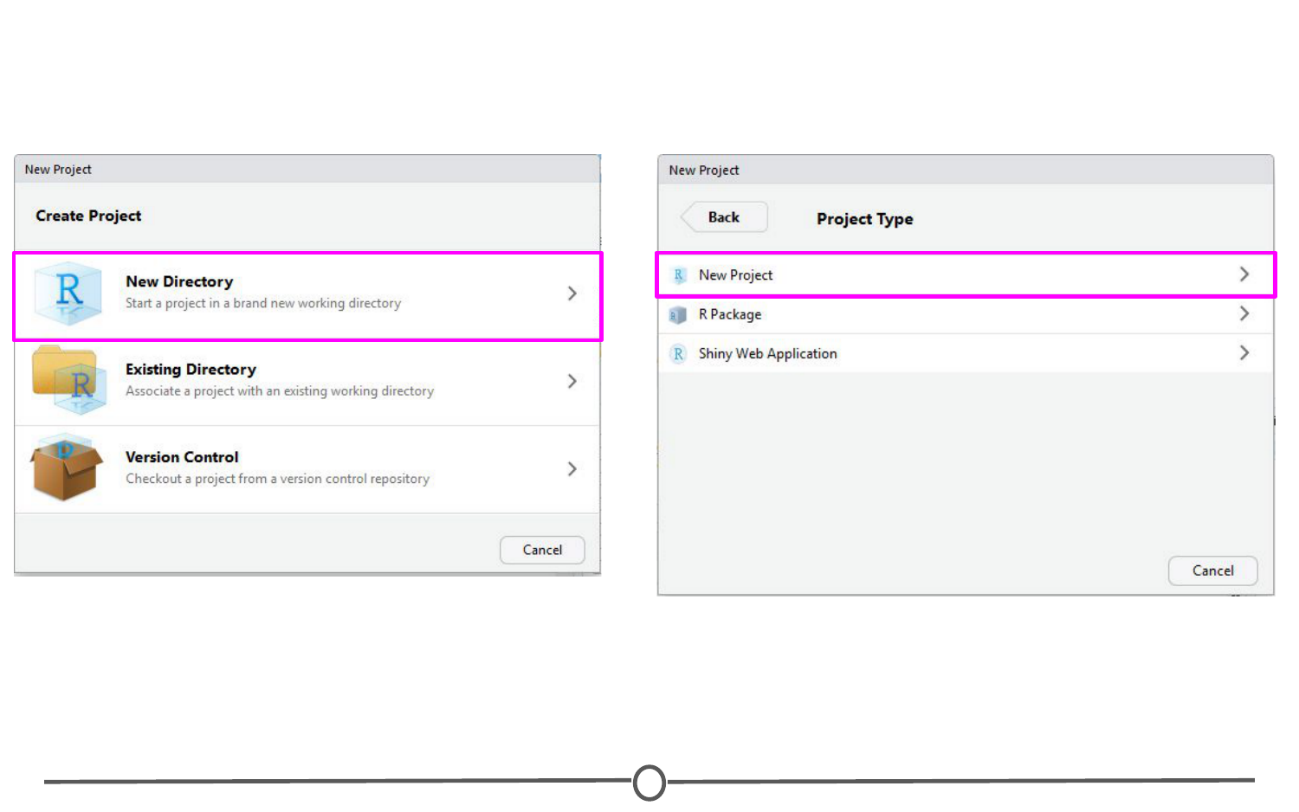 New Project
Create Project
New Directory
Start a project in a brand new working directory
Existing Directory
Associate a project with an existing working directory
Version Control
Checkout a project from a version control repository
Cancel
New Project
Back
Project Type
R New Project
R R Package
R Shiny Web Application
Cancel